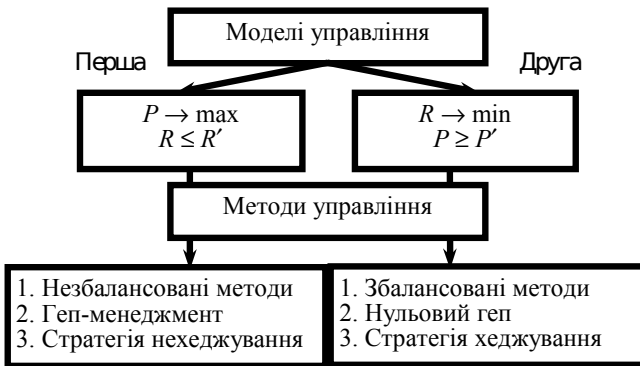 Моделі управління
Перша
Друга
P → max
R ≤ R′
R → min
P ≥ P′
Методи управління
1. Незбалансовані методи
2. Геп-менеджмент
3. Стратегія нехеджування
1. Збалансовані методи
2. Нульовий геп
3. Стратегія хеджування